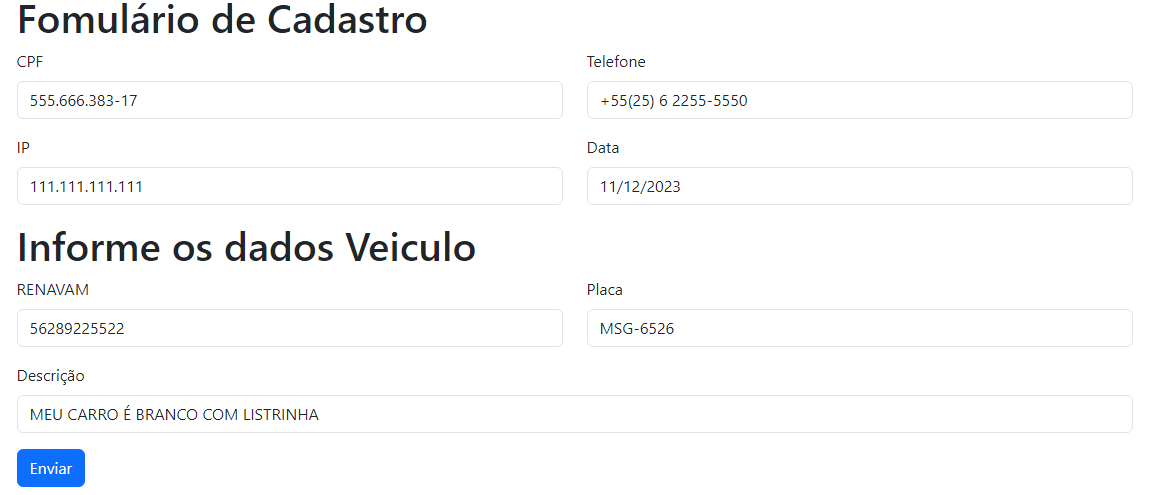 Fomulário de Cadastro
CPF
Telefone
555.666.383-17
+55(25) 6 2255-5550
IP
Data
111.111.111.111
11/12/2023
Informe os dados Veiculo
RENAVAM
Placa
56289225522
MSG-6526
Descrição
MEU CARRO É BRANCO COM LISTRINHA
Enviar